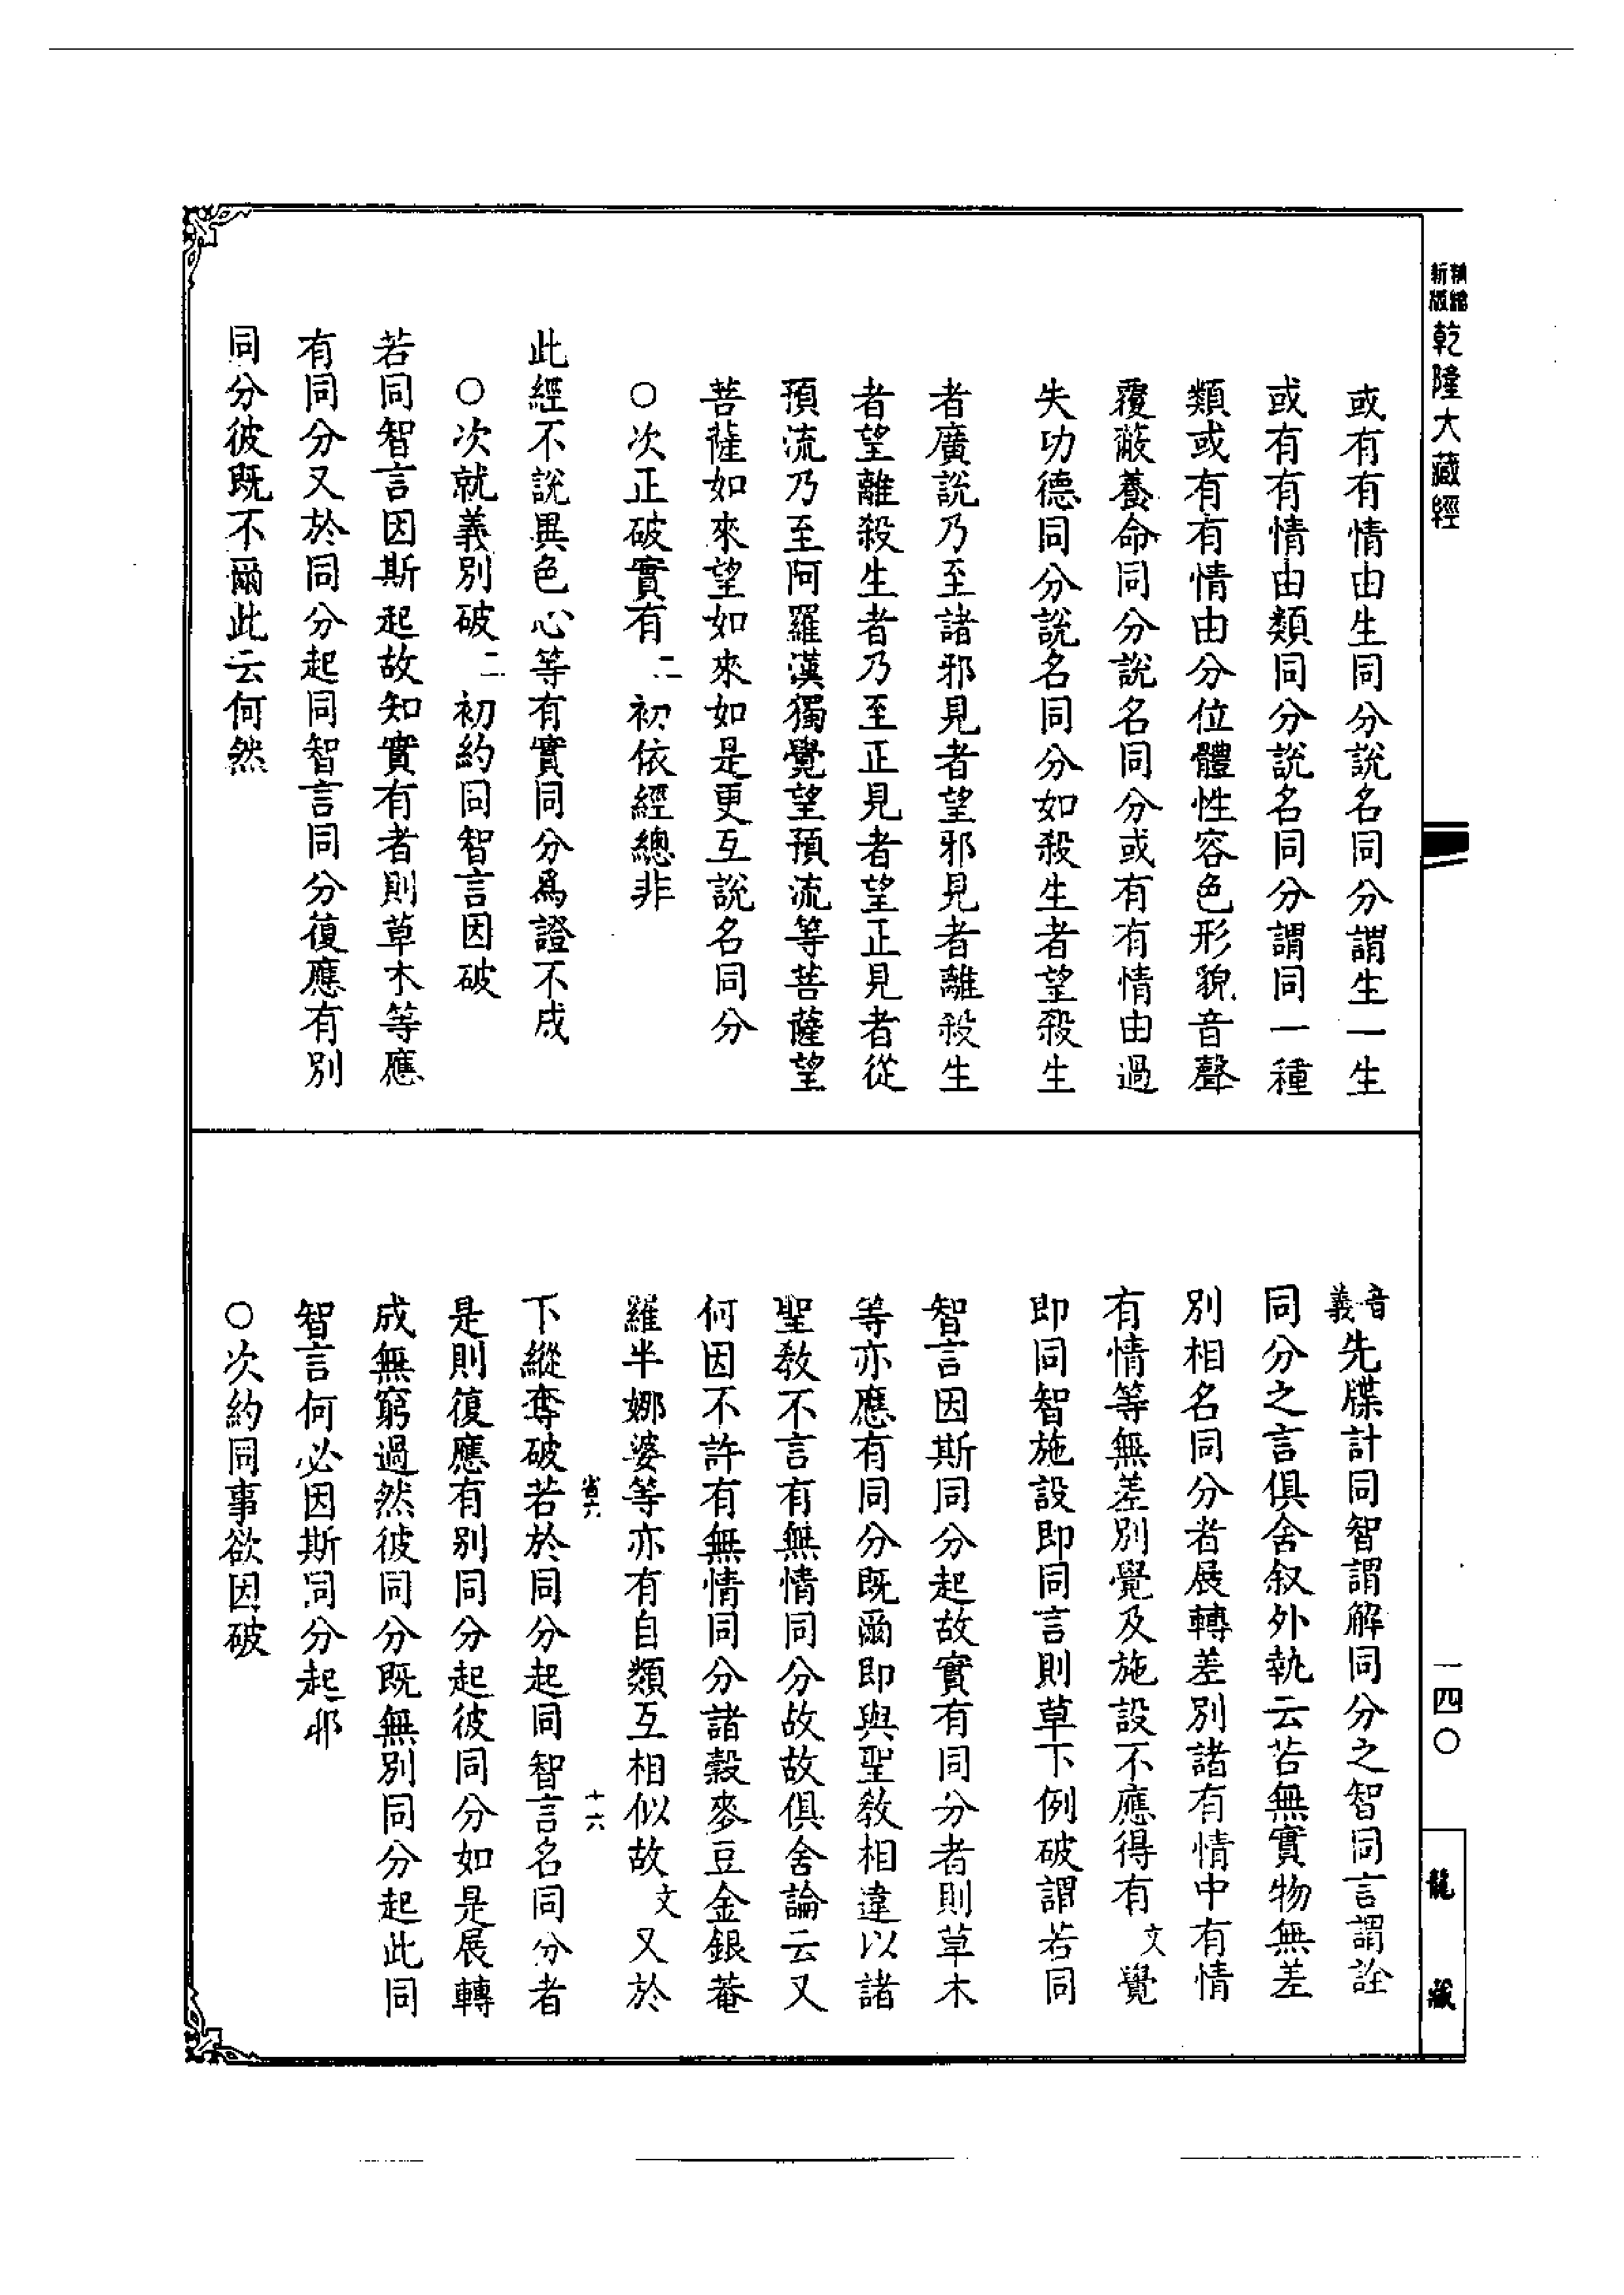 精縮新版 乾隆大藏經
或有有情由生同分說名同分謂生一生
或有有情由類同分說名同分謂同一種
類或有有情由分位體性容色形貌音聲
覆蔽養命同分說名同分或有有情由過
失功德同分說名同分如殺生者望殺生
者廣說乃至諸邪見者望邪見者離殺生
者望離殺生者乃至正見者望正見者從
預流乃至阿羅漢獨覺望預流等菩薩望
菩薩如來望如來如是更互說名同分
〇次正破實有二初依經總非
此經不說異色心等有實同分爲證不成
〇次就義別破二初約同智言因破
若同智言因斯起故知實有者則草木等應
有同分又於同分起同智言同分復應有別
同分彼既不爾此云何然
音義先牒計同智謂解同分之智同言謂詮
同分之言俱舍叙外執云若無實物無差
別相名同分者展轉差別諸有情中有情
有情等無差別覺及施設不應得有文覺
即同智施設即同言則草下例破謂若同
智言因斯同分起故實有同分者則草木
等亦應有同分既爾即與聖教相違以諸
聖教不言有無情同分故故俱舍論云又
何因不許有無情同分諸穀麥豆金銀菴
羅半娜婆等亦有自類互相似故文又於
省六 十六
下縱奪破若於同分起同智言名同分者
是則復應有別同分起彼同分如是展轉
成無窮過然彼同分既無別同分起此同
智言何必因斯同分起耶
〇次約同事欲因破
一四〇
龍藏